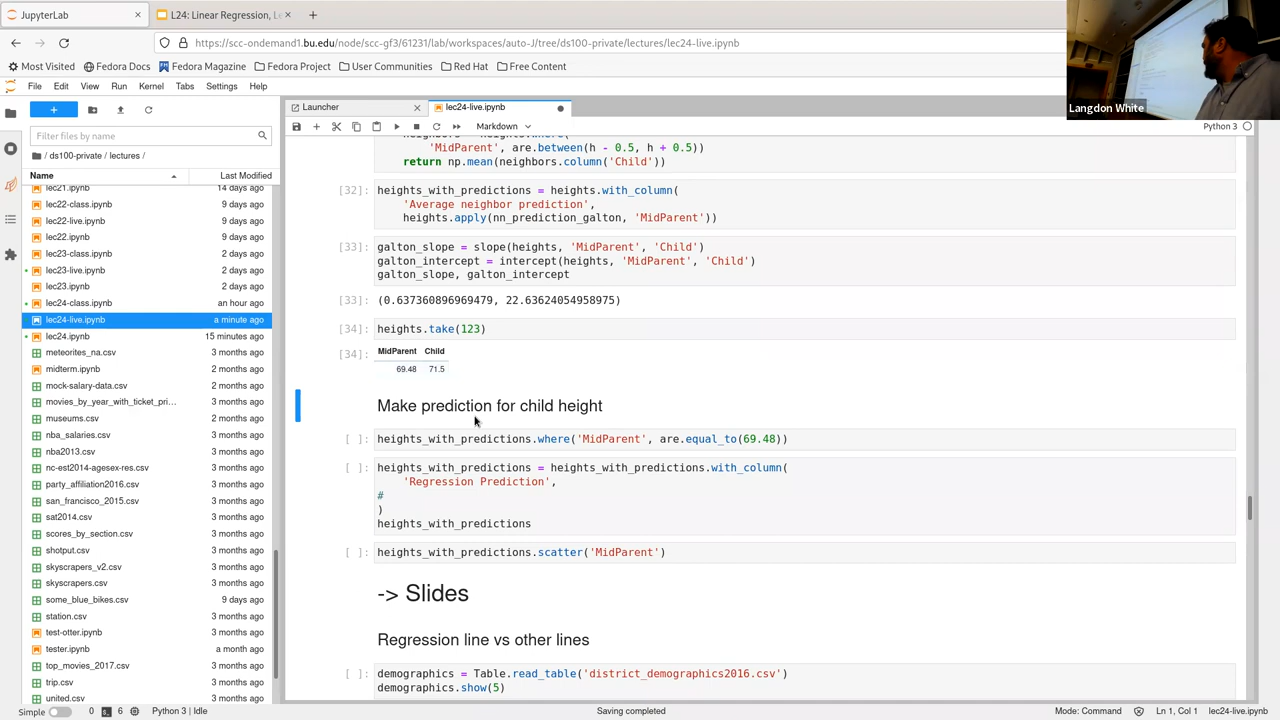 JupyterLab
L24: Linear Regression, Le
https://scc-ondemand1.bu.edu/node/scc-gf3/61231/lab/workspaces/auto-J/tree/ds100-private/lectures/lec24-live.ipynb
Most Visited
Fedora Docs
Fedora Magazine
Fedora Project
User Communities
Red Hat
Free Content
Langdon White
File Edit View Run Kernel Tabs Settings Help
Launcher
lec24-live.ipynb
Markdown
Python 3
Filter files by name
/ ds100-private / lectures /
Name
Last Modified
lec21.ipynb 14 days ago
lec22-class.ipynb 9 days ago
lec22-live.ipynb 9 days ago
lec22.ipynb 9 days ago
lec23-class.ipynb 2 days ago
lec23-live.ipynb 2 days ago
lec23.ipynb 2 days ago
lec24-class.ipynb an hour ago
lec24-live.ipynb a minute ago
lec24.ipynb 15 minutes ago
meteorites_na.csv 3 months ago
midterm.ipynb 2 months ago
mock-salary-data.csv 2 months ago
movies_by_year_with_ticket_pri... 2 months ago
museums.csv 2 months ago
nba_salaries.csv 3 months ago
nba2013.csv 3 months ago
nc-est2014-agesex-res.csv 3 months ago
party_affiliation2016.csv 3 months ago
san_francisco_2015.csv 3 months ago
sat2014.csv 3 months ago
scores_by_section.csv 3 months ago
shotput.csv 3 months ago
skyscrapers_v2.csv 3 months ago
skyscrapers.csv 3 months ago
some_blue_bikes.csv 9 days ago
station.csv 3 months ago
test-otter.ipynb 3 months ago
tester.ipynb a month ago
top_movies_2017.csv 3 months ago
trip.csv 3 months ago
united.csv 3 months ago
'MidParent', are.between(h - 0.5, h + 0.5))
return np.mean(neighbors.column('Child'))
[32]: heights_with_predictions = heights.with_column(
'Average neighbor prediction',
heights.apply(nn_prediction_galton, 'MidParent'))
[33]: galton_slope = slope(heights, 'MidParent', 'Child')
galton_intercept = intercept(heights, 'MidParent', 'Child')
galton_slope, galton_intercept
[33]: (0.637360896969479, 22.63624054958975)
[34]: heights.take(123)
[34]: MidParent Child
69.48 71.5
Make prediction for child height
[ ]: heights_with_predictions.where('MidParent', are.equal_to(69.48))
[ ]: heights_with_predictions = heights_with_predictions.with_column(
'Regression Prediction',
#
)
heights_with_predictions
[ ]: heights_with_predictions.scatter('MidParent')
-> Slides
Regression line vs other lines
[ ]: demographics = Table.read_table('district_demographics2016.csv')
demographics.show(5)
Simple
0
6
Python 3 | Idle
Saving completed
Mode: Command
Ln 1, Col 1
lec24-live.ipynb